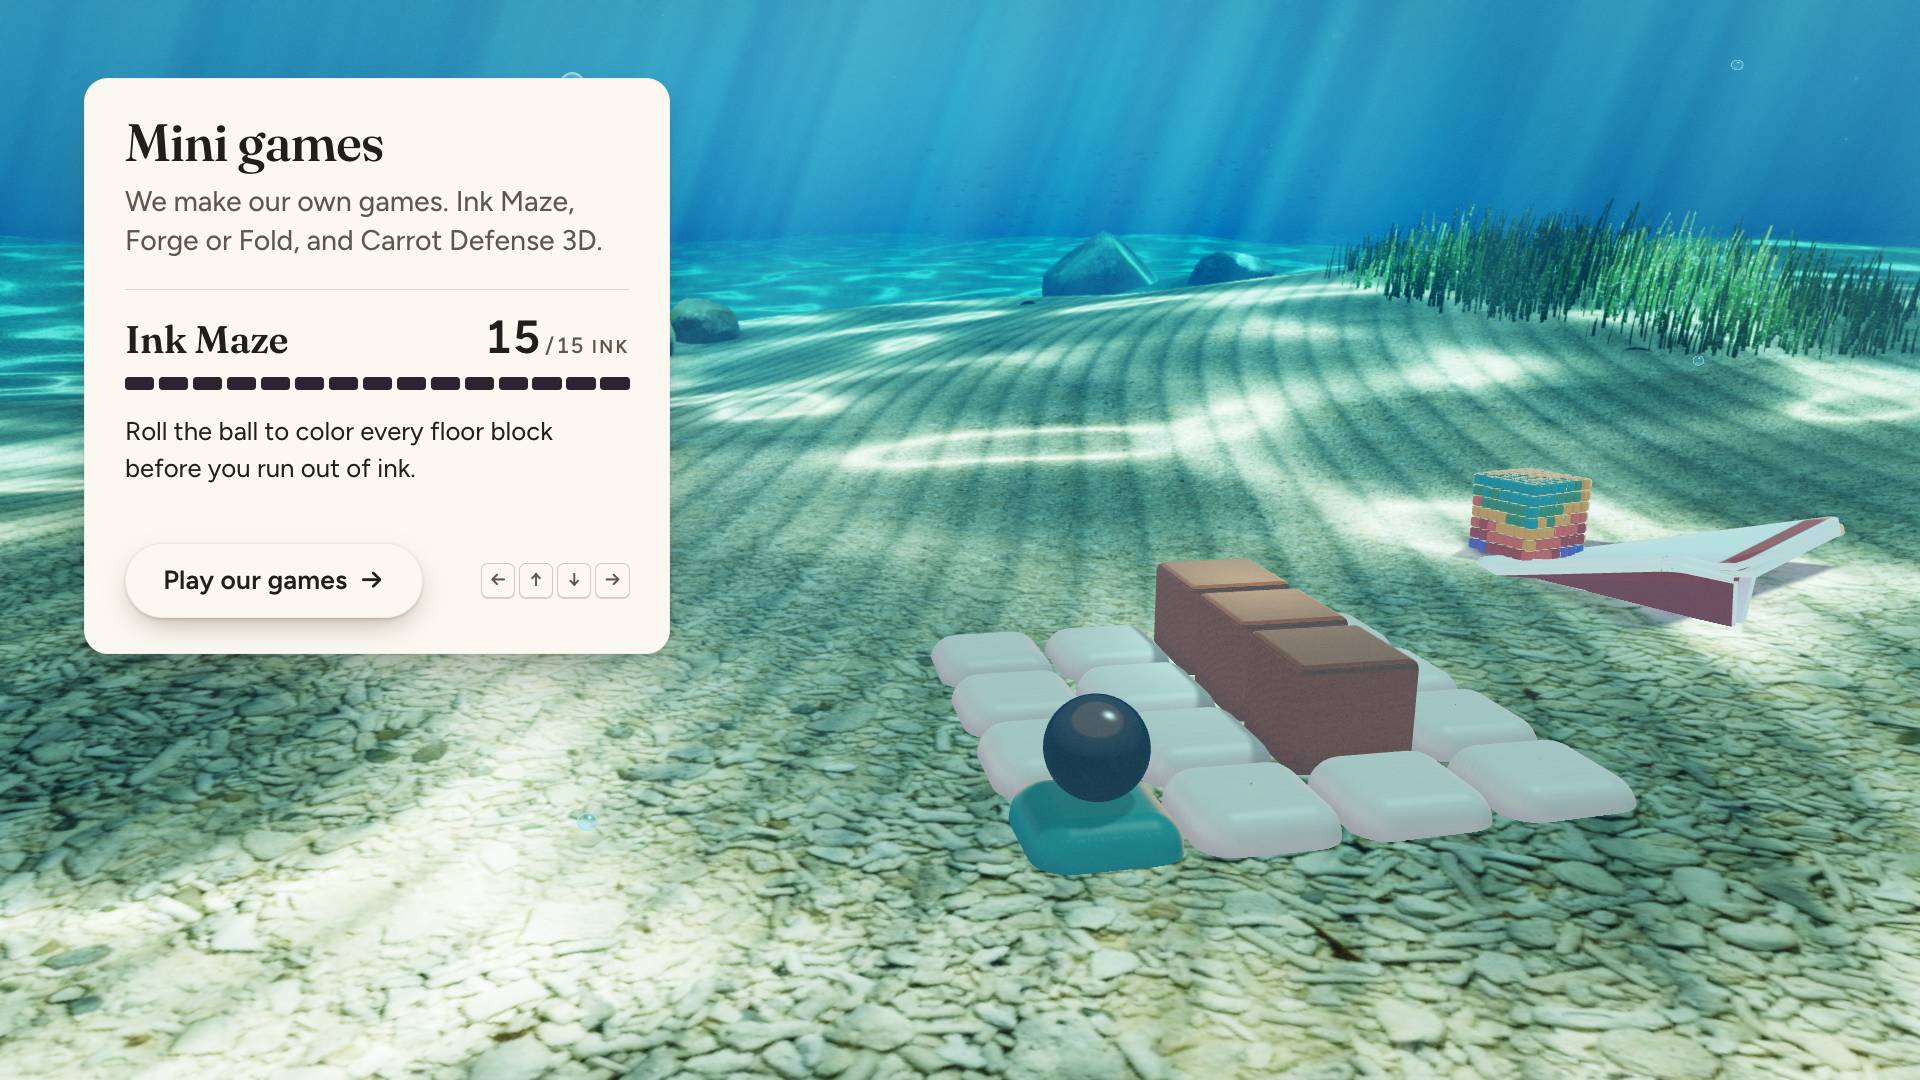 Mini games
We make our own games. Ink Maze,
Forge or Fold, and Carrot Defense 3D.
Ink Maze
15/15 INK
Roll the ball to color every floor block
before you run out of ink.
Play our games →
← ↑ ↓ →